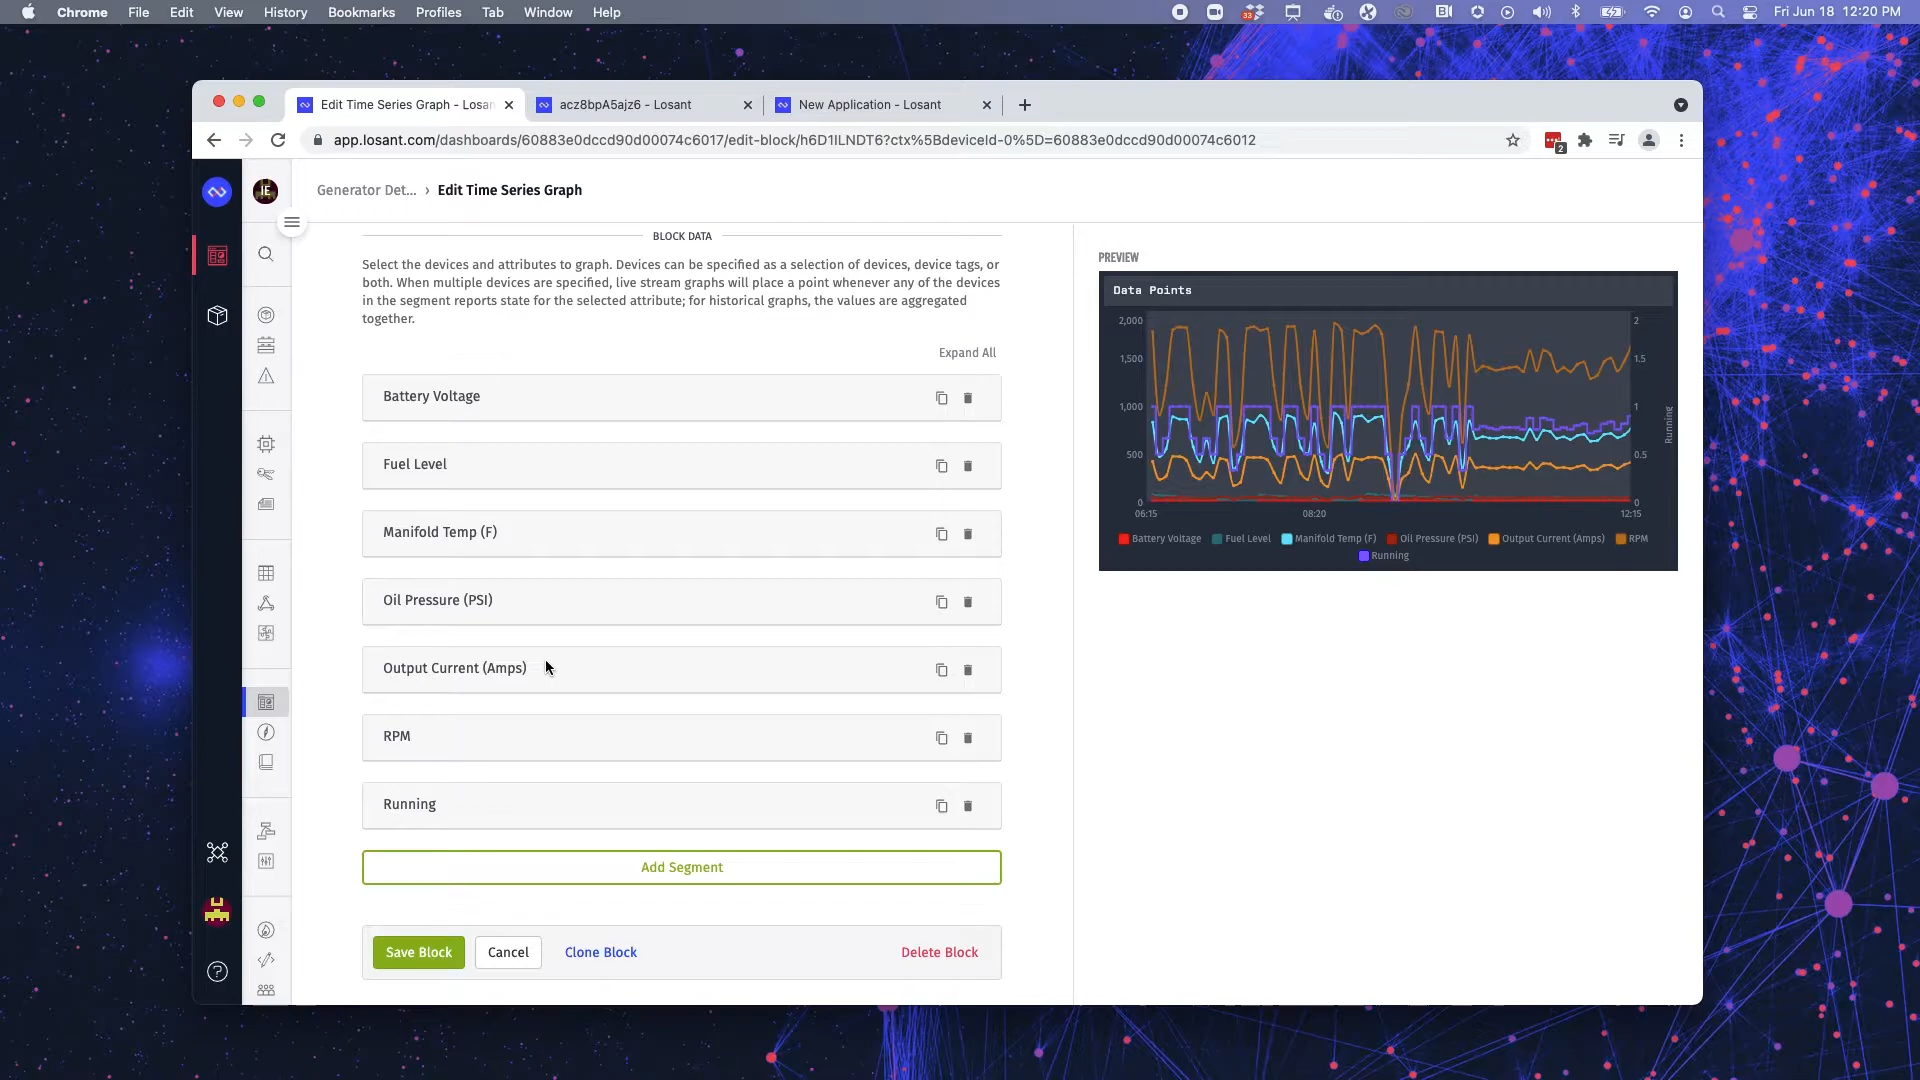 Chrome File Edit View History Bookmarks Profiles Tab Window Help
33
Fri Jun 18 12:20 PM
Edit Time Series Graph - Losan
acz8bpA5ajz6 - Losant
New Application - Losant
app.losant.com/dashboards/60883e0dccd90d00074c6017/edit-block/h6D1ILNDT6?ctx%5BdeviceId-0%5D=60883e0dccd90d00074c6012
2
IE
Generator Det... › Edit Time Series Graph
BLOCK DATA
Select the devices and attributes to graph. Devices can be specified as a selection of devices, device tags, or
both. When multiple devices are specified, live stream graphs will place a point whenever any of the devices
in the segment reports state for the selected attribute; for historical graphs, the values are aggregated
together.
Expand All
Battery Voltage
Fuel Level
Manifold Temp (F)
Oil Pressure (PSI)
Output Current (Amps)
RPM
Running
Add Segment
Save Block
Cancel
Clone Block
Delete Block
PREVIEW
Data Points
2,000
1,500
1,000
500
0
2
1.5
1
0.5
0
Running
06:15
08:20
12:15
Battery Voltage Fuel Level Manifold Temp (F) Oil Pressure (PSI) Output Current (Amps) RPM
Running